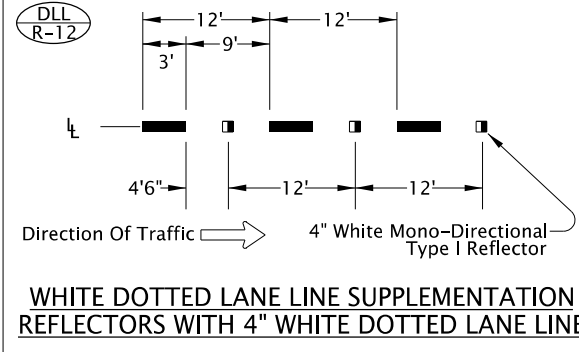 DLL
R-12
12'
12'
3'
9'
LL
4'6"
12'
12'
Direction Of Traffic
4" White Mono-Directional
Type I Reflector
WHITE DOTTED LANE LINE SUPPLEMENTATION
REFLECTORS WITH 4" WHITE DOTTED LANE LINE